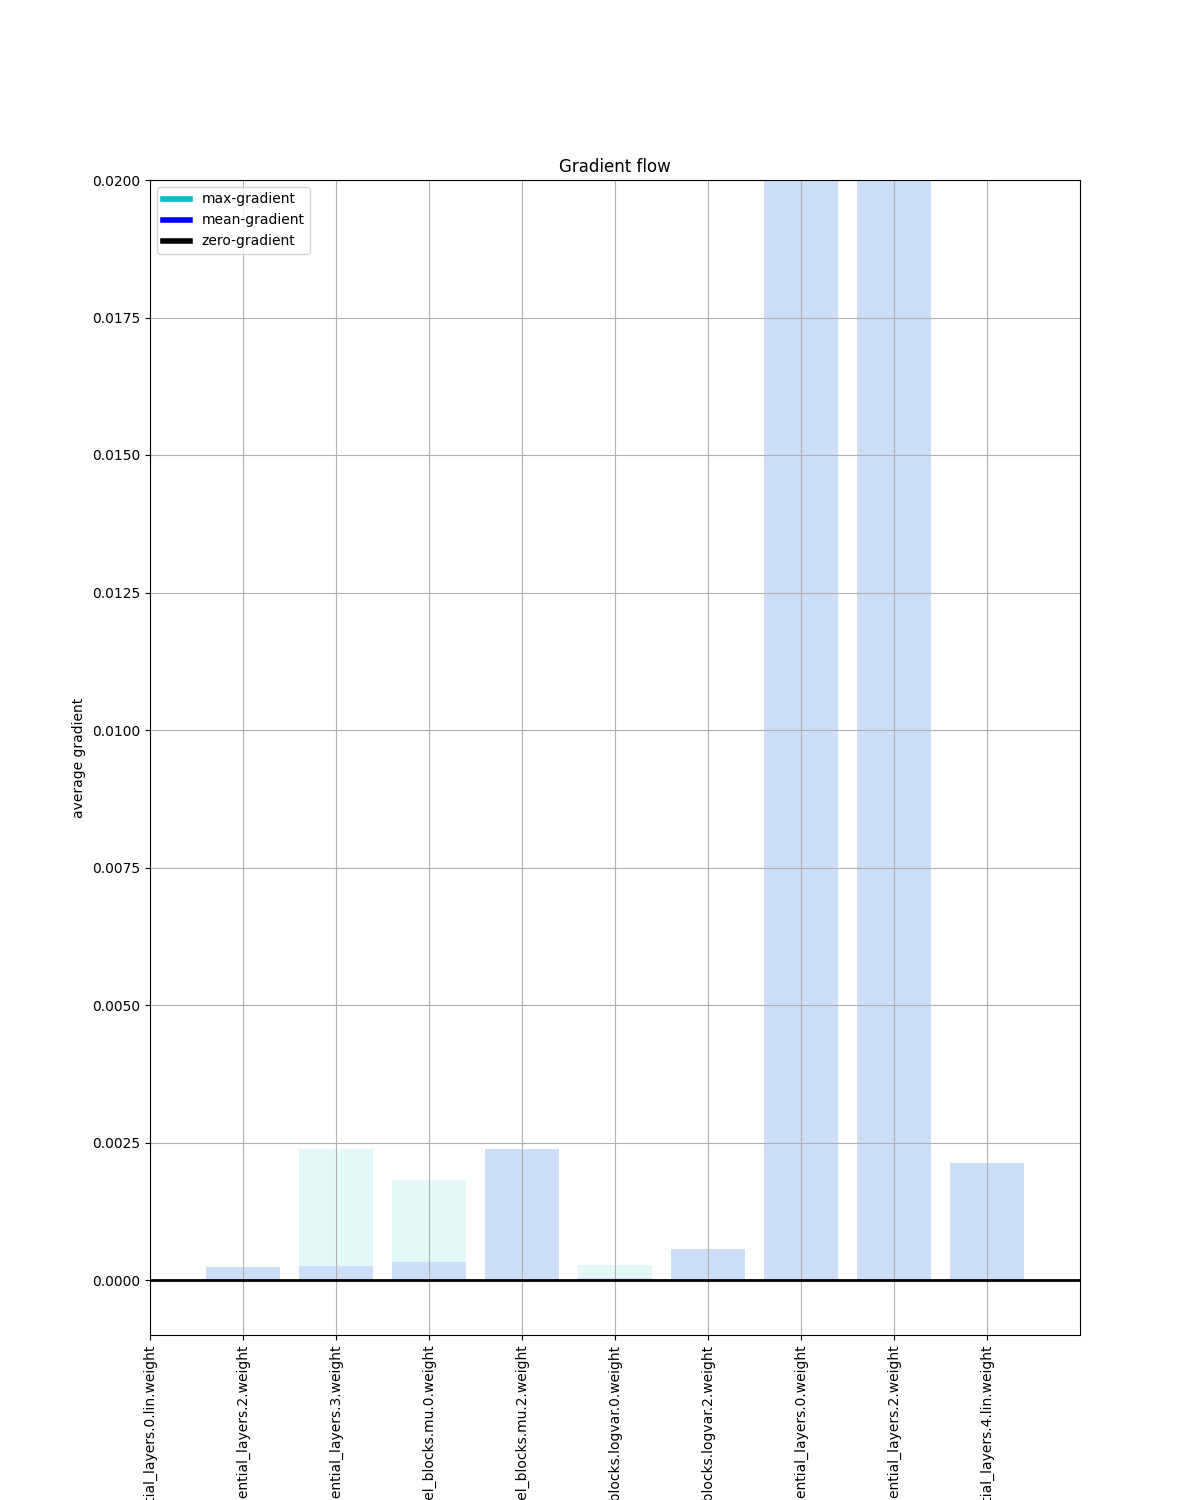 Gradient flow
max-gradient
mean-gradient
zero-gradient
0.0200
0.0175
0.0150
0.0125
0.0100
0.0075
0.0050
0.0025
0.0000
average gradient
tial_layers.0.lin.weight
ential_layers.2.weight
ential_layers.3.weight
el_blocks.mu.0.weight
el_blocks.mu.2.weight
blocks.logvar.0.weight
blocks.logvar.2.weight
ential_layers.0.weight
ential_layers.2.weight
tial_layers.4.lin.weight